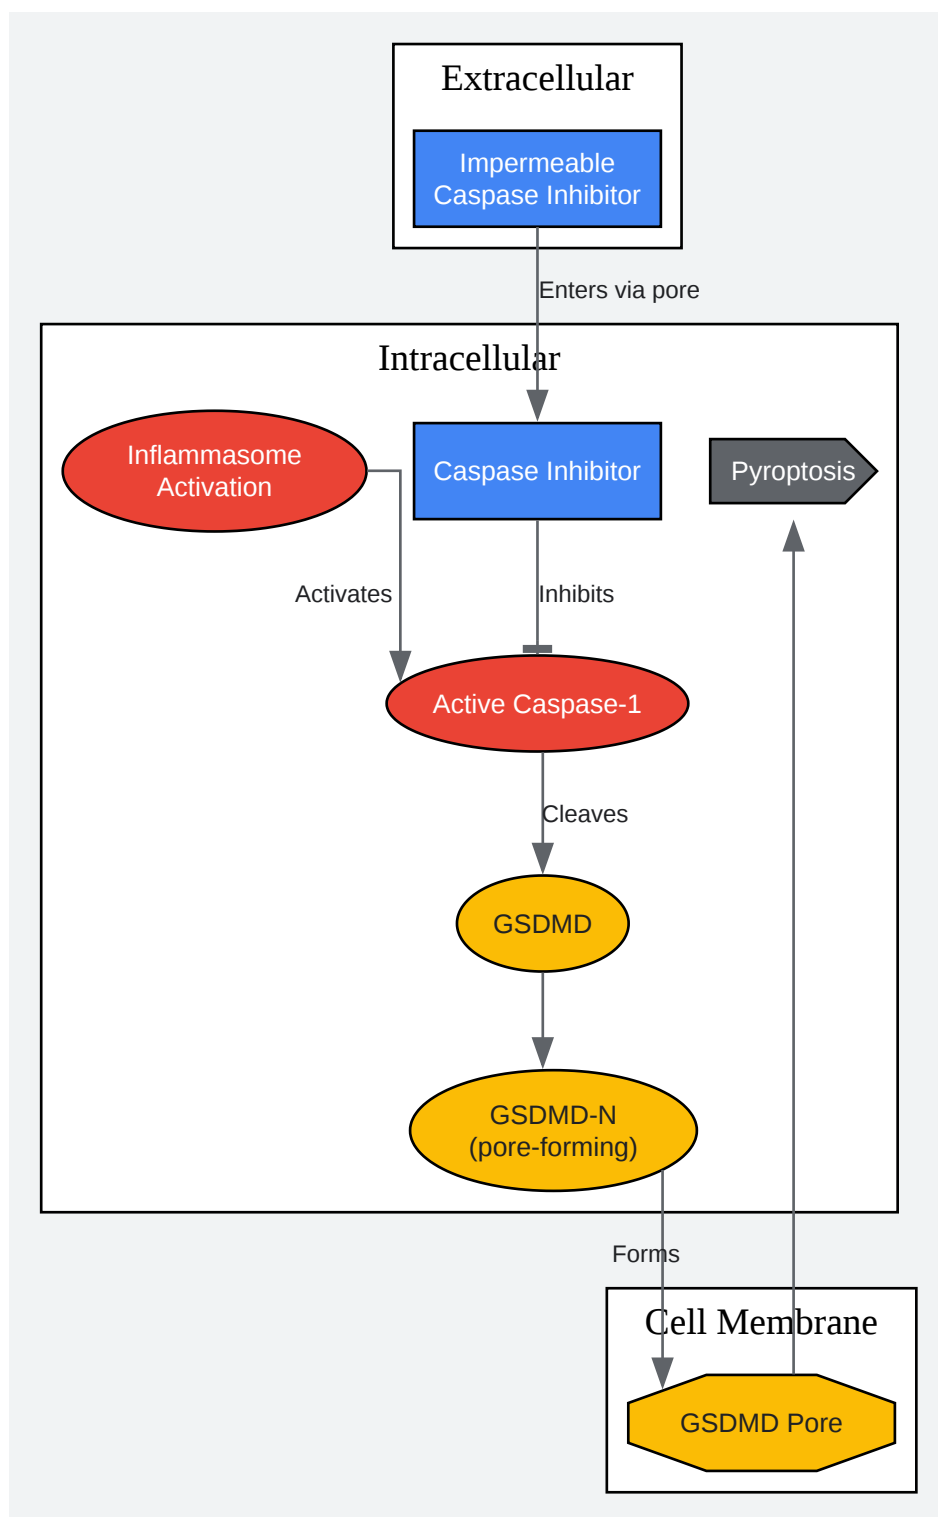 Extracellular
Impermeable
Caspase Inhibitor
Enters via pore
Intracellular
Inflammasome
Activation
Caspase Inhibitor
Pyroptosis
Activates
Inhibits
Active Caspase-1
Cleaves
GSDMD
GSDMD-N
(pore-forming)
Forms
Cell Membrane
GSDMD Pore